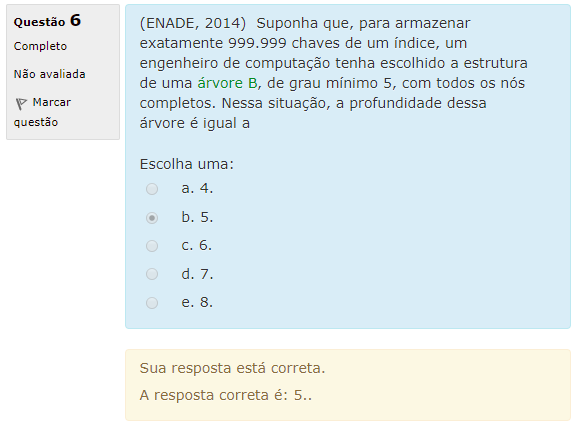 Questão 6
Completo
Não avaliada
Marcar
questão
(ENADE, 2014)  Suponha que, para armazenar
exatamente 999.999 chaves de um índice, um
engenheiro de computação tenha escolhido a estrutura
de uma árvore B, de grau mínimo 5, com todos os nós
completos. Nessa situação, a profundidade dessa
árvore é igual a
Escolha uma:
a. 4.
b. 5.
c. 6.
d. 7.
e. 8.
Sua resposta está correta.
A resposta correta é: 5..